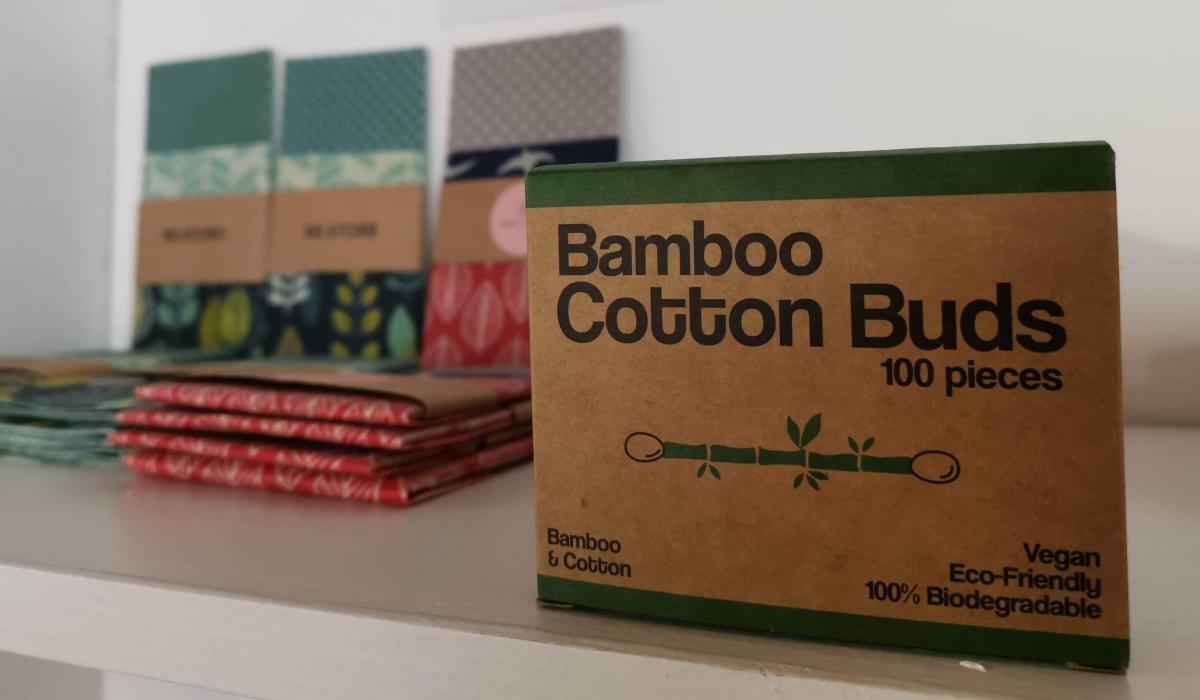 Bamboo
Cotton Buds
100 pieces
Bamboo
& Cotton
Vegan
Eco-Friendly
100% Biodegradable